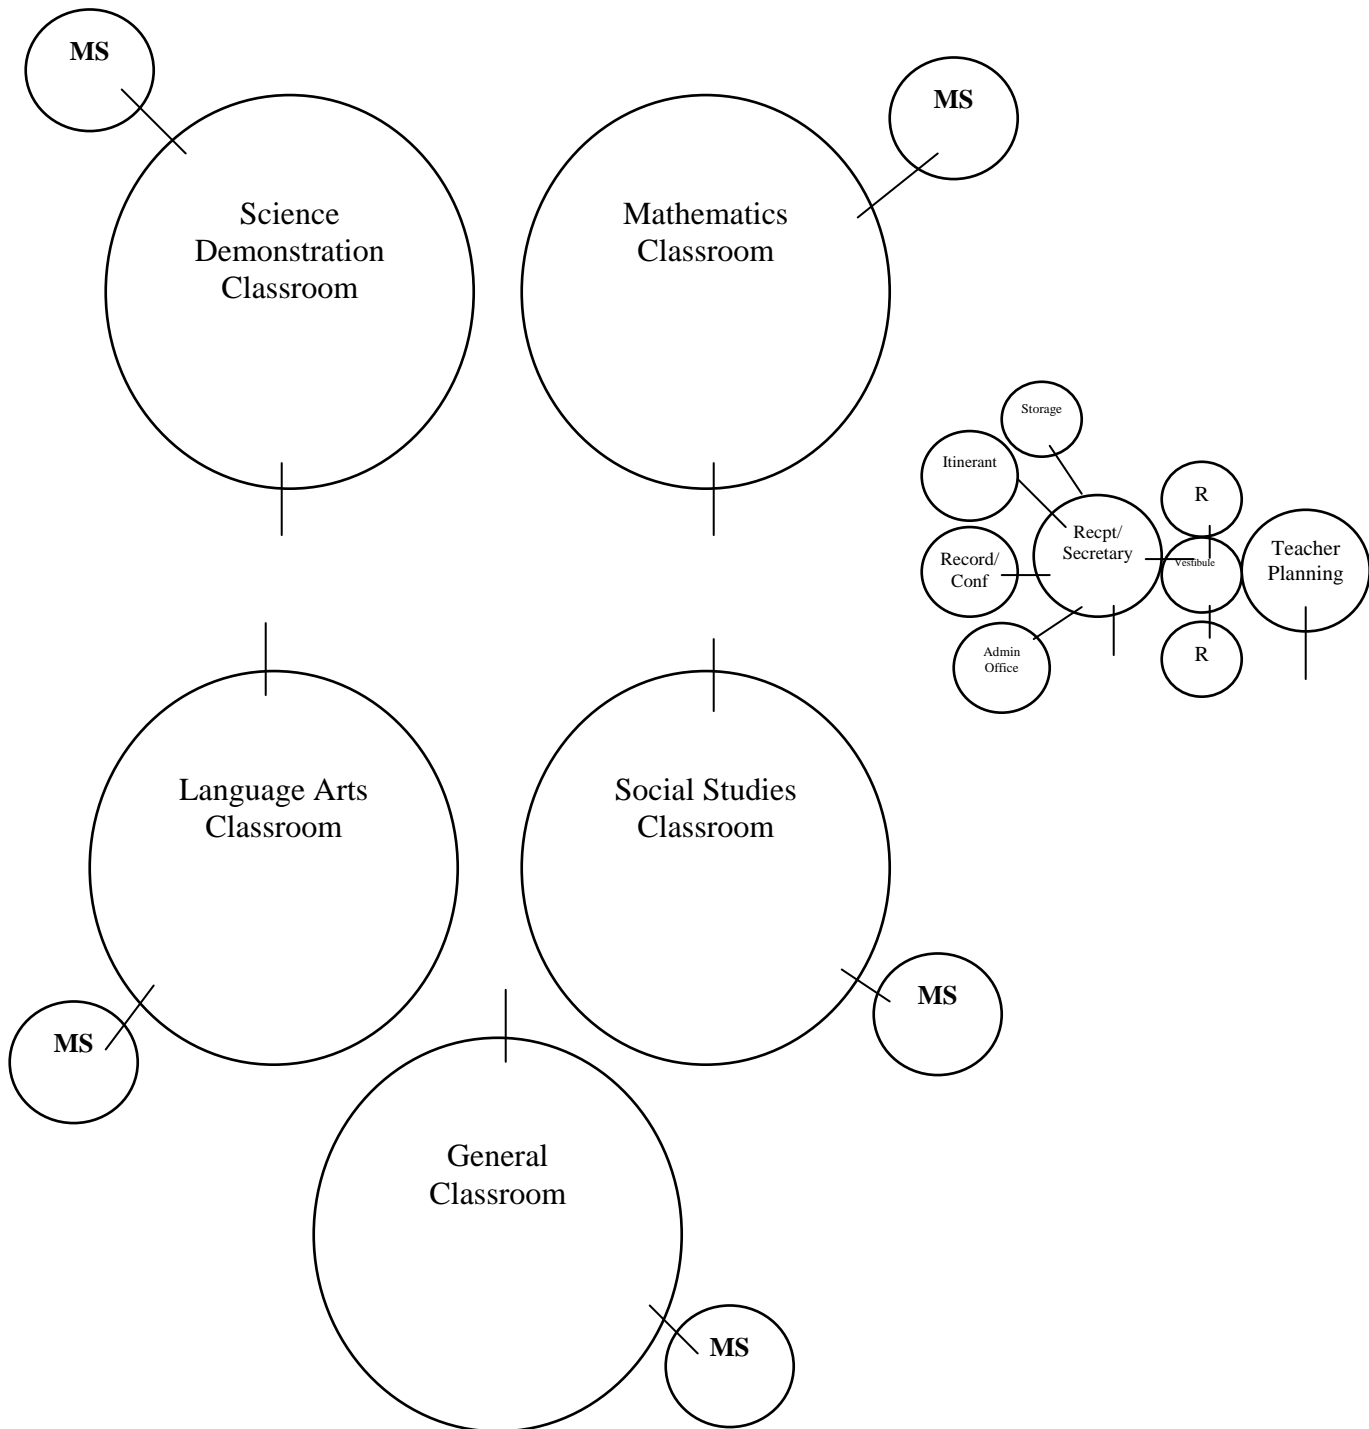 MS
MS
Science
Demonstration
Classroom
Mathematics
Classroom
Storage
Itinerant
R
Recpt/
Secretary
Record/
Conf
Vestibule
Teacher
Planning
Admin
Office
R
Language Arts
Classroom
Social Studies
Classroom
MS
MS
General
Classroom
MS